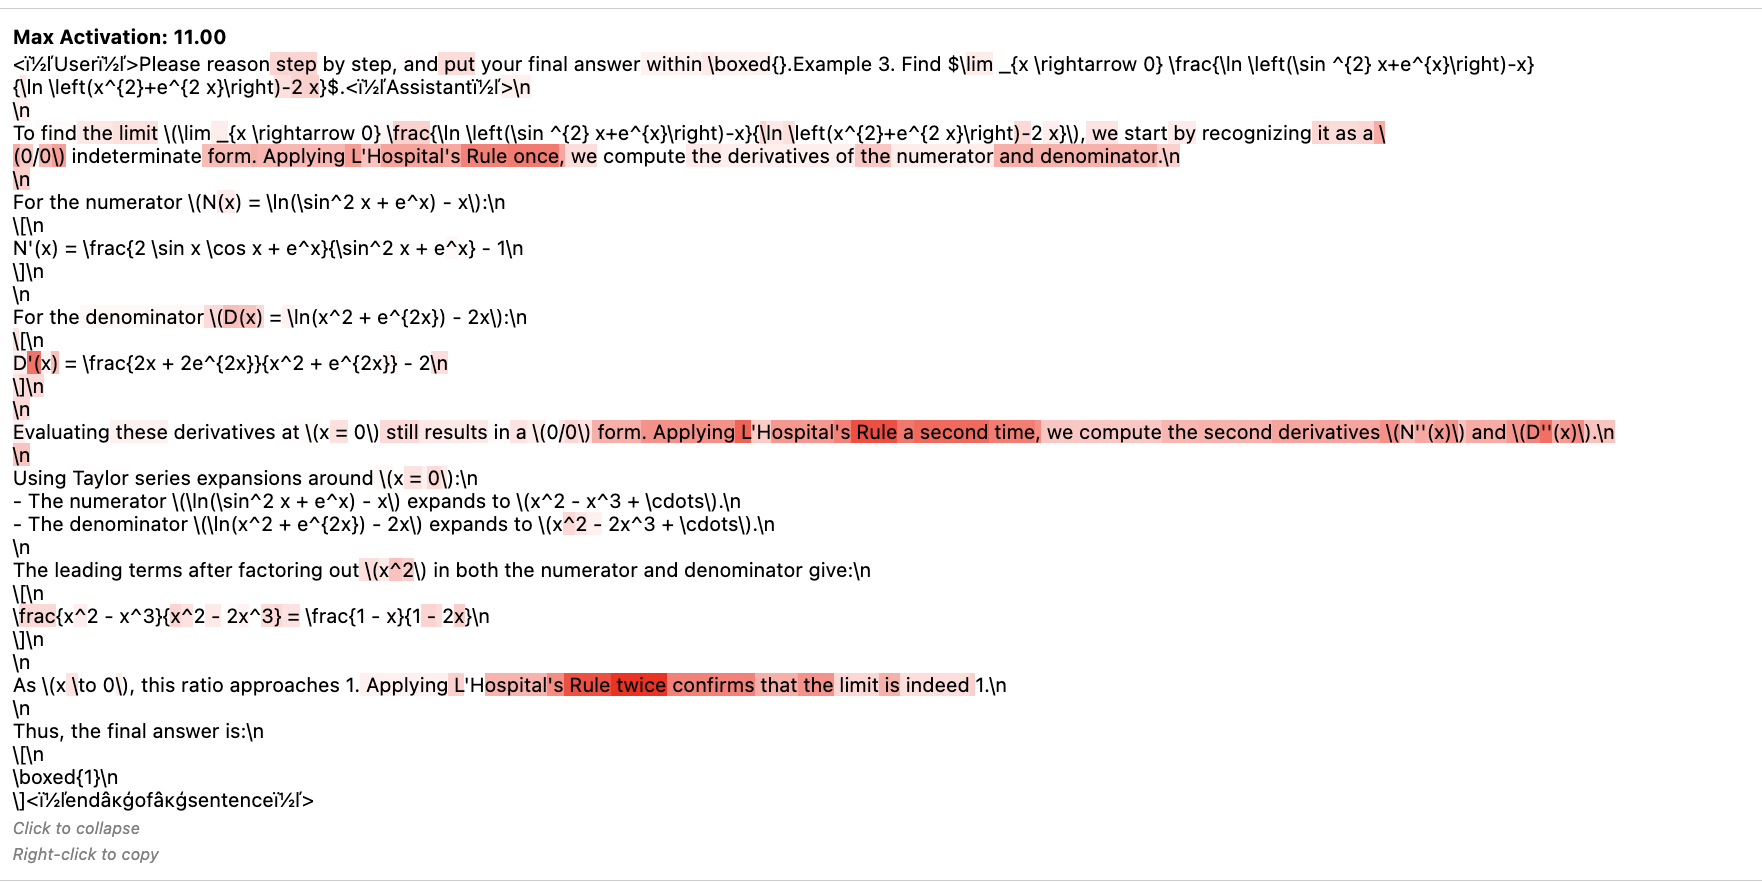 Max Activation: 11.00
<ï½ľUserï½ľ>Please reason step by step, and put your final answer within \boxed{}.Example 3. Find $\lim _{x \rightarrow 0} \frac{\ln \left(\sin ^{2} x+e^{x}\right)-x}
{\ln \left(x^{2}+e^{2 x}\right)-2 x}$.<ï½ľAssistantï½ľ>\n
\n
To find the limit \(\lim _{x \rightarrow 0} \frac{\ln \left(\sin ^{2} x+e^{x}\right)-x}{\ln \left(x^{2}+e^{2 x}\right)-2 x}\), we start by recognizing it as a \
(0/0\) indeterminate form. Applying L'Hospital's Rule once, we compute the derivatives of the numerator and denominator.\n
\n
For the numerator \(N(x) = \ln(\sin^2 x + e^x) - x\):\n
\[\n
N'(x) = \frac{2 \sin x \cos x + e^x}{\sin^2 x + e^x} - 1\n
\]\n
\n
For the denominator \(D(x) = \ln(x^2 + e^{2x}) - 2x\):\n
\[\n
D'(x) = \frac{2x + 2e^{2x}}{x^2 + e^{2x}} - 2\n
\]\n
\n
Evaluating these derivatives at \(x = 0\) still results in a \(0/0\) form. Applying L'Hospital's Rule a second time, we compute the second derivatives \(N''(x)\) and \(D''(x)\).\n
\n
Using Taylor series expansions around \(x = 0\):\n
- The numerator \(\ln(\sin^2 x + e^x) - x\) expands to \(x^2 - x^3 + \cdots\).\n
- The denominator \(\ln(x^2 + e^{2x}) - 2x\) expands to \(x^2 - 2x^3 + \cdots\).\n
\n
The leading terms after factoring out \(x^2\) in both the numerator and denominator give:\n
\[\n
\frac{x^2 - x^3}{x^2 - 2x^3} = \frac{1 - x}{1 - 2x}\n
\]\n
\n
As \(x \to 0\), this ratio approaches 1. Applying L'Hospital's Rule twice confirms that the limit is indeed 1.\n
\n
Thus, the final answer is:\n
\[\n
\boxed{1}\n
\]<ï½ľendâĸģofâĸģsentenceï½ľ>
Click to collapse
Right-click to copy